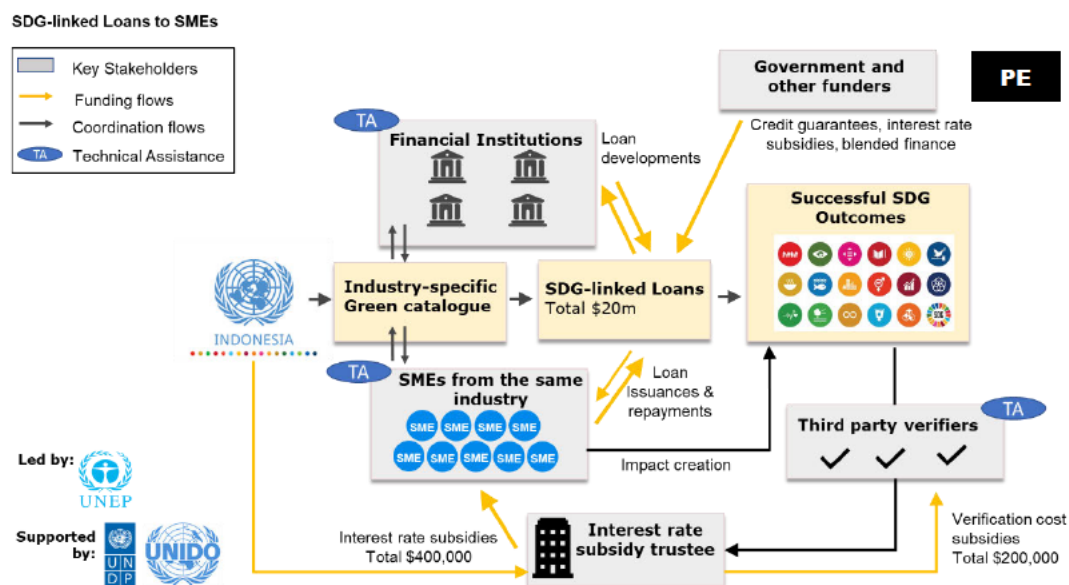 SDG-linked Loans to SMEs
Key Stakeholders
Funding flows
Coordination flows
TA
Technical Assistance
Government and
other funders
PE
Credit guarantees, interest rate
subsidies, blended finance
TA
Financial Institutions
Loan
developments
Successful SDG
Outcomes
INDONESIA
Industry-specific
Green catalogue
SDG-linked Loans
Total $20m
TA
SMEs from the same
industry
SME SME SME SME
SME SME SME SME SME
Loan
Issuances &
repayments
Impact creation
TA
Third party verifiers
Led by:
UNEP
Supported
by:
U N
D P
UNIDO
Interest rate subsidies
Total $400,000
Interest rate
subsidy trustee
Verification cost
subsidies
Total $200,000